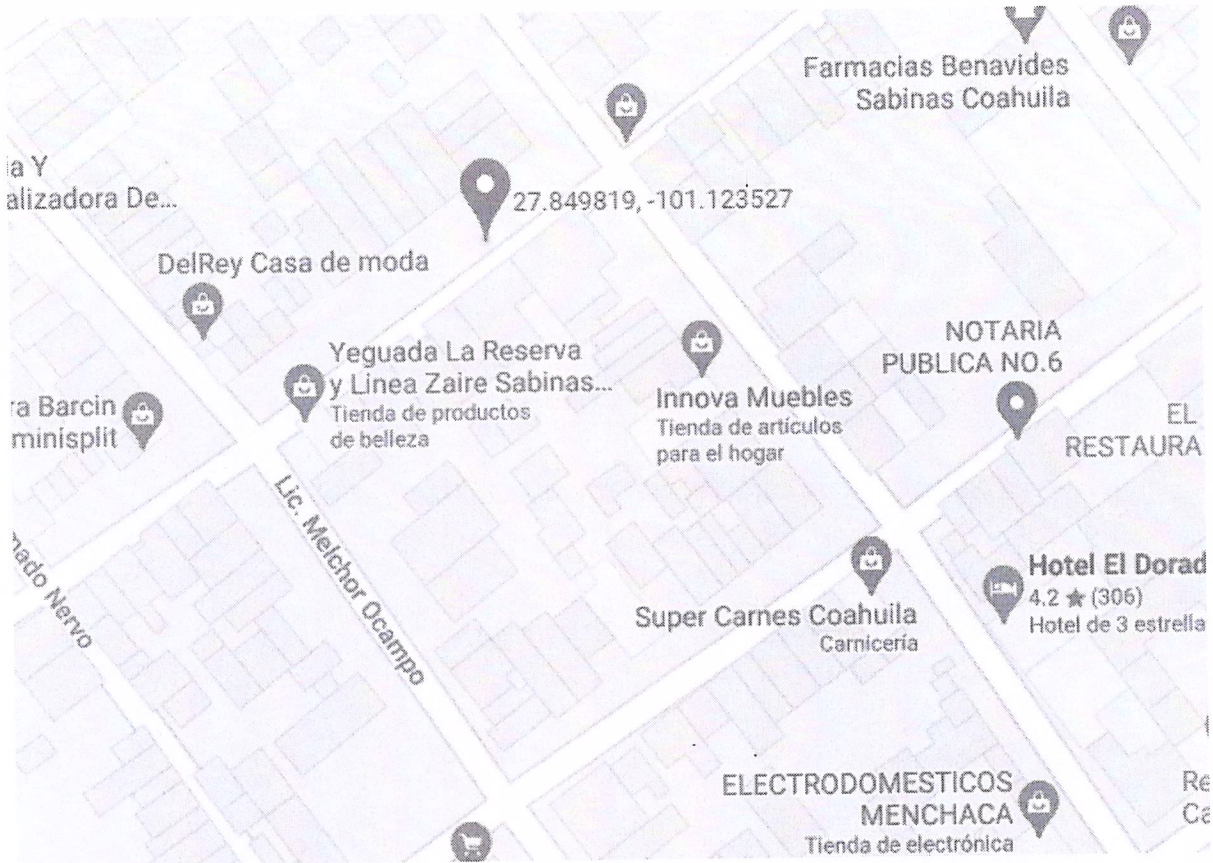 Farmacias Benavides
Sabinas Coahuila
ia Y
alizadora De...
27.849819, -101.123527
DelRey Casa de moda
NOTARIA
PUBLICA NO.6
Yeguada La Reserva
y Linea Zaire Sabinas...
Tienda de productos
de belleza
Innova Muebles
Tienda de artículos
para el hogar
ra Barcin
minisplit
EL
RESTAURA
Lic. Melchor Ocampo
mado Nervo
Hotel El Dorad
4.2 ★ (306)
Hotel de 3 estrella
Super Carnes Coahuila
Carnicería
ELECTRODOMESTICOS
MENCHACA
Tienda de electrónica
Re
Ca